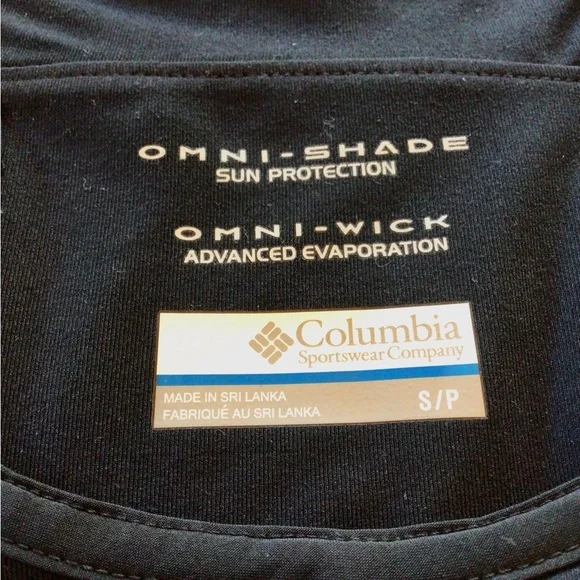 OMNI-SHADE
SUN PROTECTION
OMNI-WICK
ADVANCED EVAPORATION
Columbia
Sportswear Company
MADE IN SRI LANKA
FABRIQUÉ AU SRI LANKA
S/P